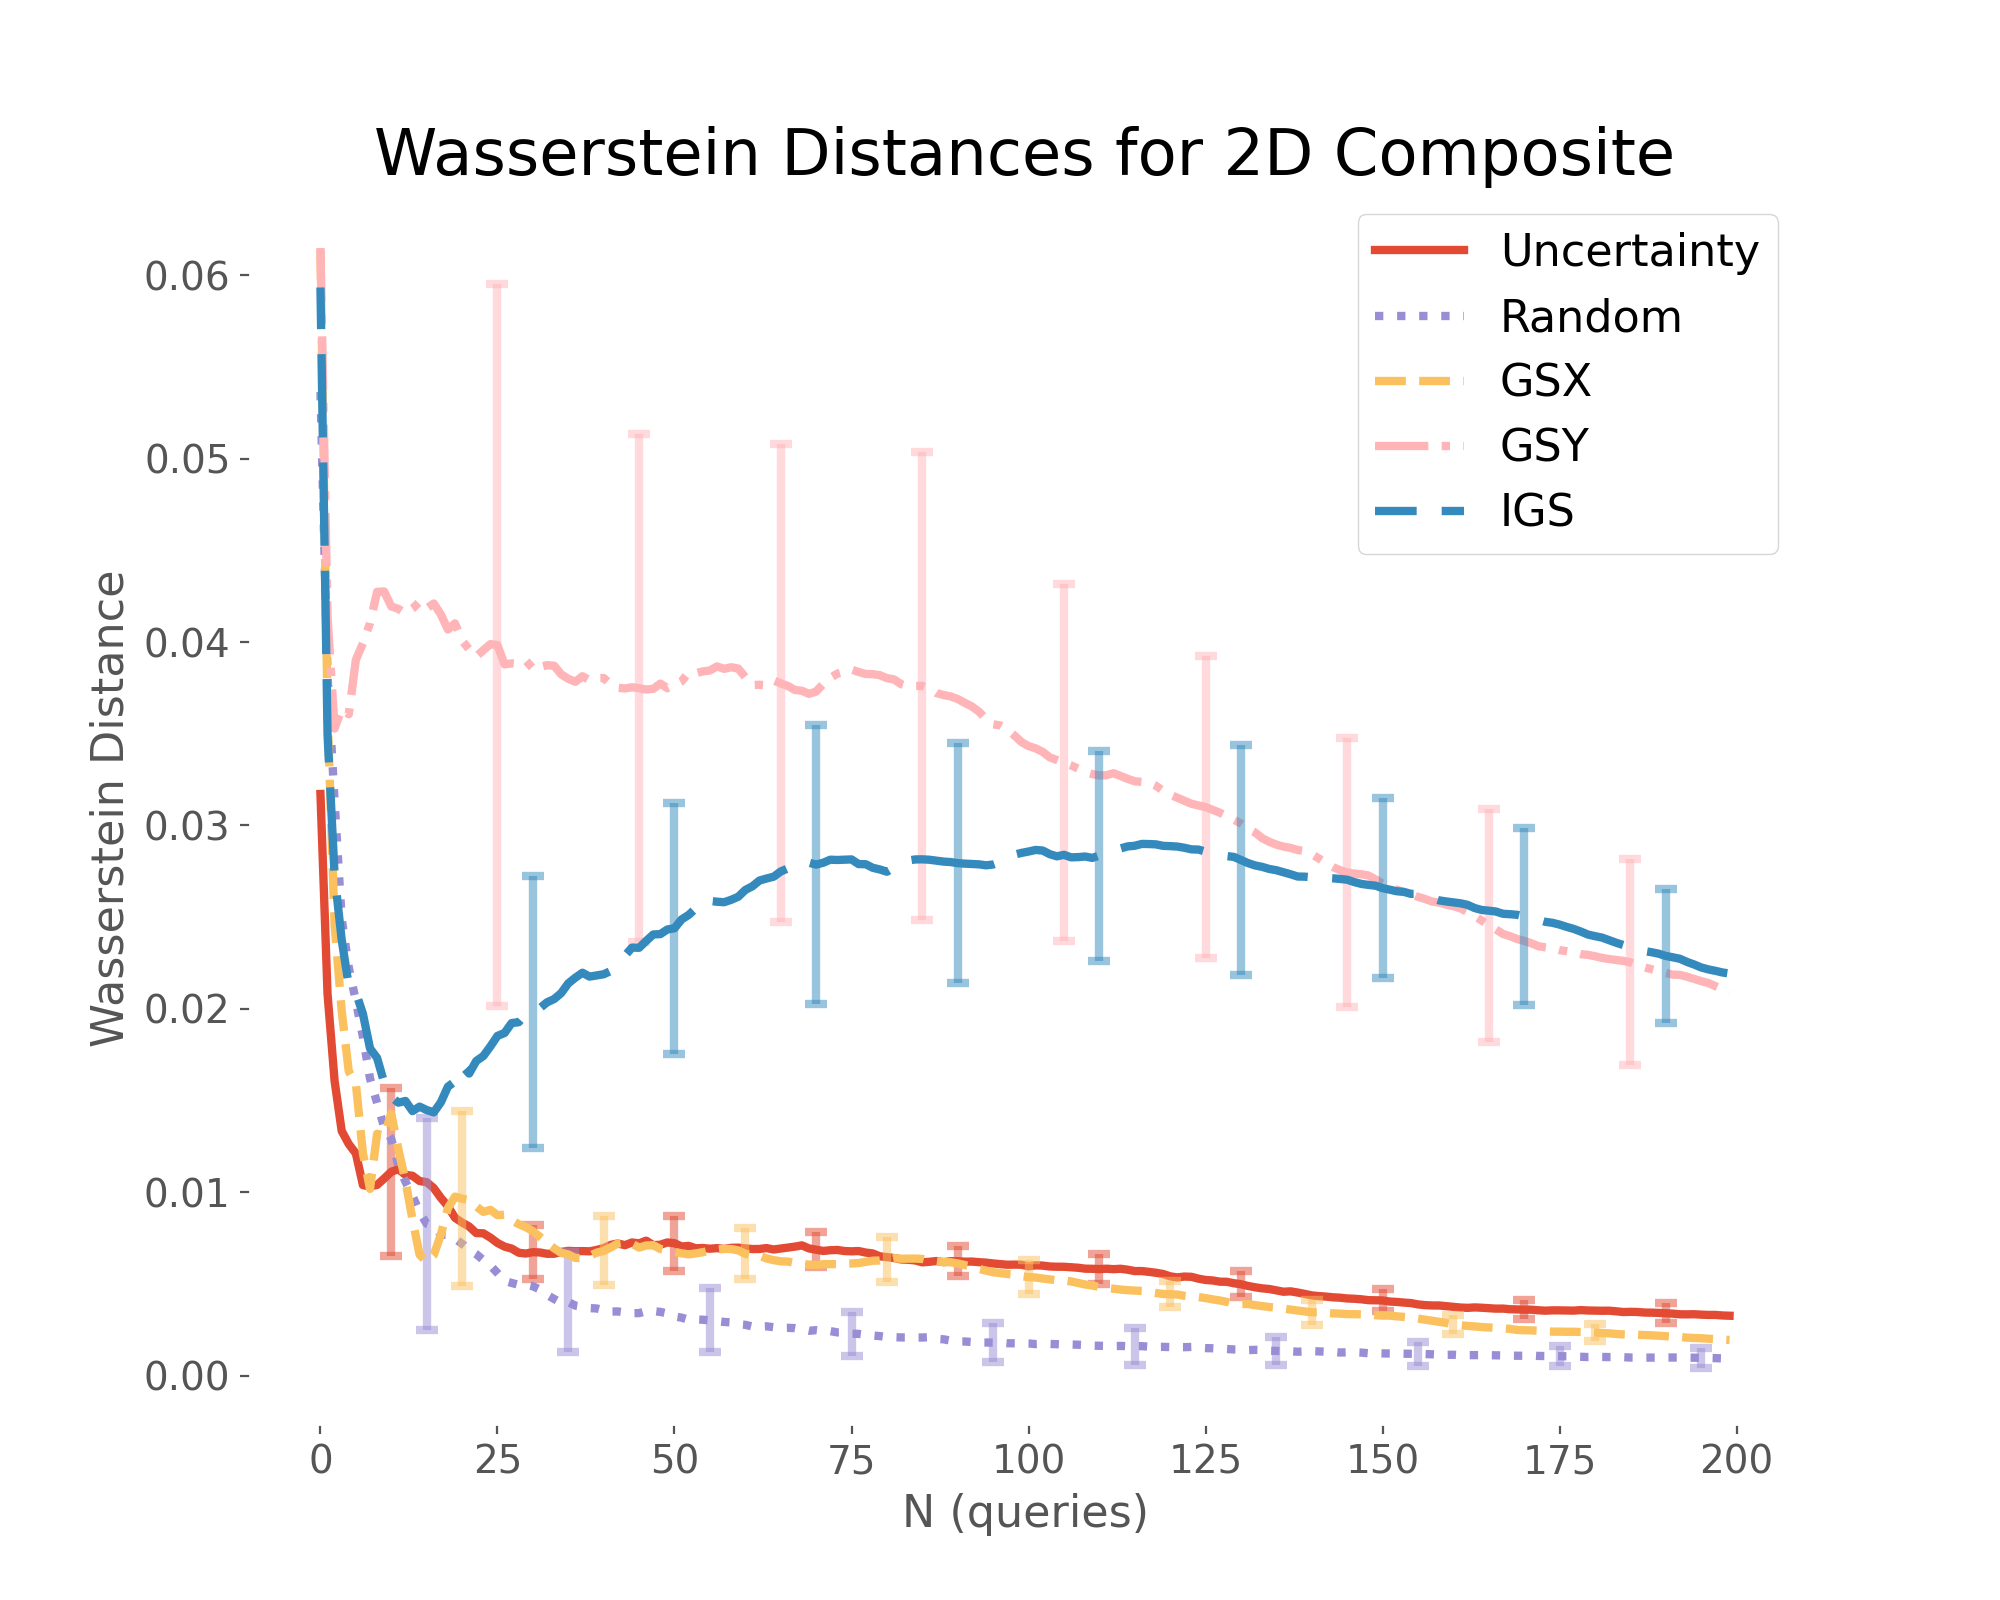 Wasserstein Distances for 2D Composite
Uncertainty
Random
GSX
GSY
IGS
Wasserstein Distance
0.06
0.05
0.04
0.03
0.02
0.01
0.00
0 25 50 75 100 125 150 175 200
N (queries)